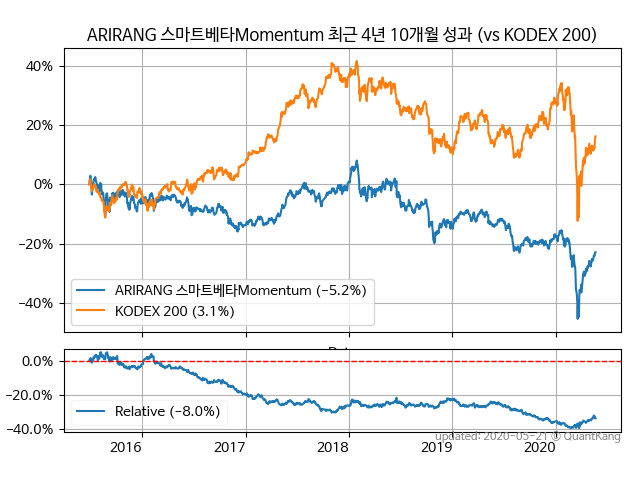 ARIRANG 스마트베타Momentum 최근 4년 10개월 성과 (vs KODEX 200)
40%
20%
0%
−20%
−40%
ARIRANG 스마트베타Momentum (−5.2%)
KODEX 200 (3.1%)
0.0%
−20.0%
−40.0%
Relative (−8.0%)
2016 2017 2018 2019 2020
updated: 2020-05-21 © QuantKang